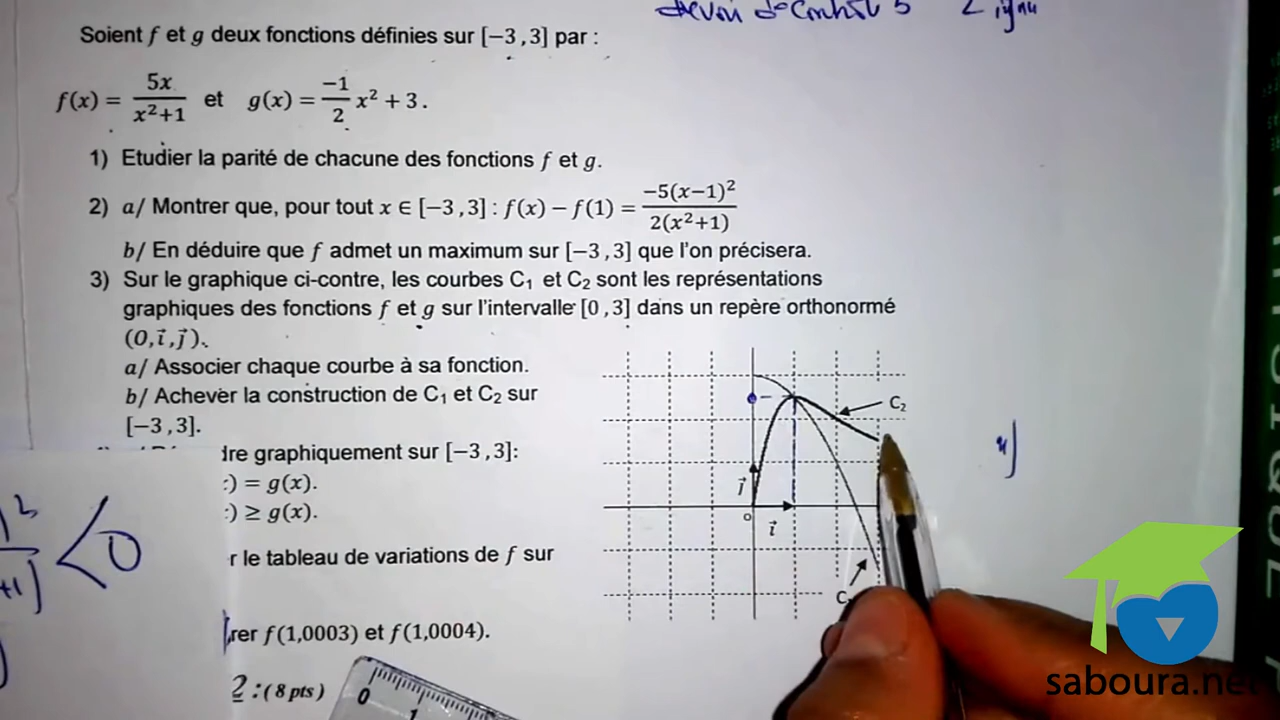 Soient f et g deux fonctions définies sur [−3 ,3] par :
f(x) = 5x / x²+1 et g(x) = −1/2 x² + 3 .
1) Etudier la parité de chacune des fonctions f et g.
2) a/ Montrer que, pour tout x ∈ [−3 ,3] : f(x) − f(1) = −5(x−1)² / 2(x²+1)
b/ En déduire que f admet un maximum sur [−3 ,3] que l'on précisera.
3) Sur le graphique ci-contre, les courbes C₁ et C₂ sont les représentations
graphiques des fonctions f et g sur l'intervalle [0 ,3] dans un repère orthonormé
(O,i⃗,j⃗).
a/ Associer chaque courbe à sa fonction.
b/ Achever la construction de C₁ et C₂ sur
[−3 ,3].
dre graphiquement sur [−3 ,3]:
:) = g(x).
:) ≥ g(x).
r le tableau de variations de f sur
rer f(1,0003) et f(1,0004).
2 : ( 8 pts )
C₂
j⃗
o
i⃗
C
<0
0
1
saboura.net